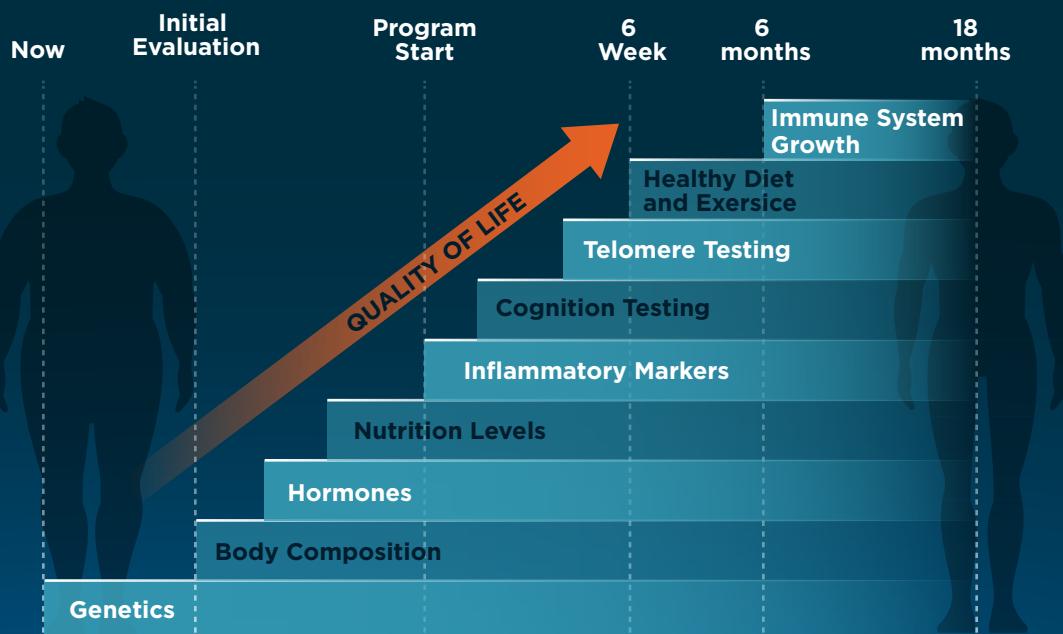 Now
Initial
Evaluation
Program
Start
6
Week
6
months
18
months
Immune System
Growth
Healthy Diet
and Exersice
Telomere Testing
QUALITY OF LIFE
Cognition Testing
Inflammatory Markers
Nutrition Levels
Hormones
Body Composition
Genetics